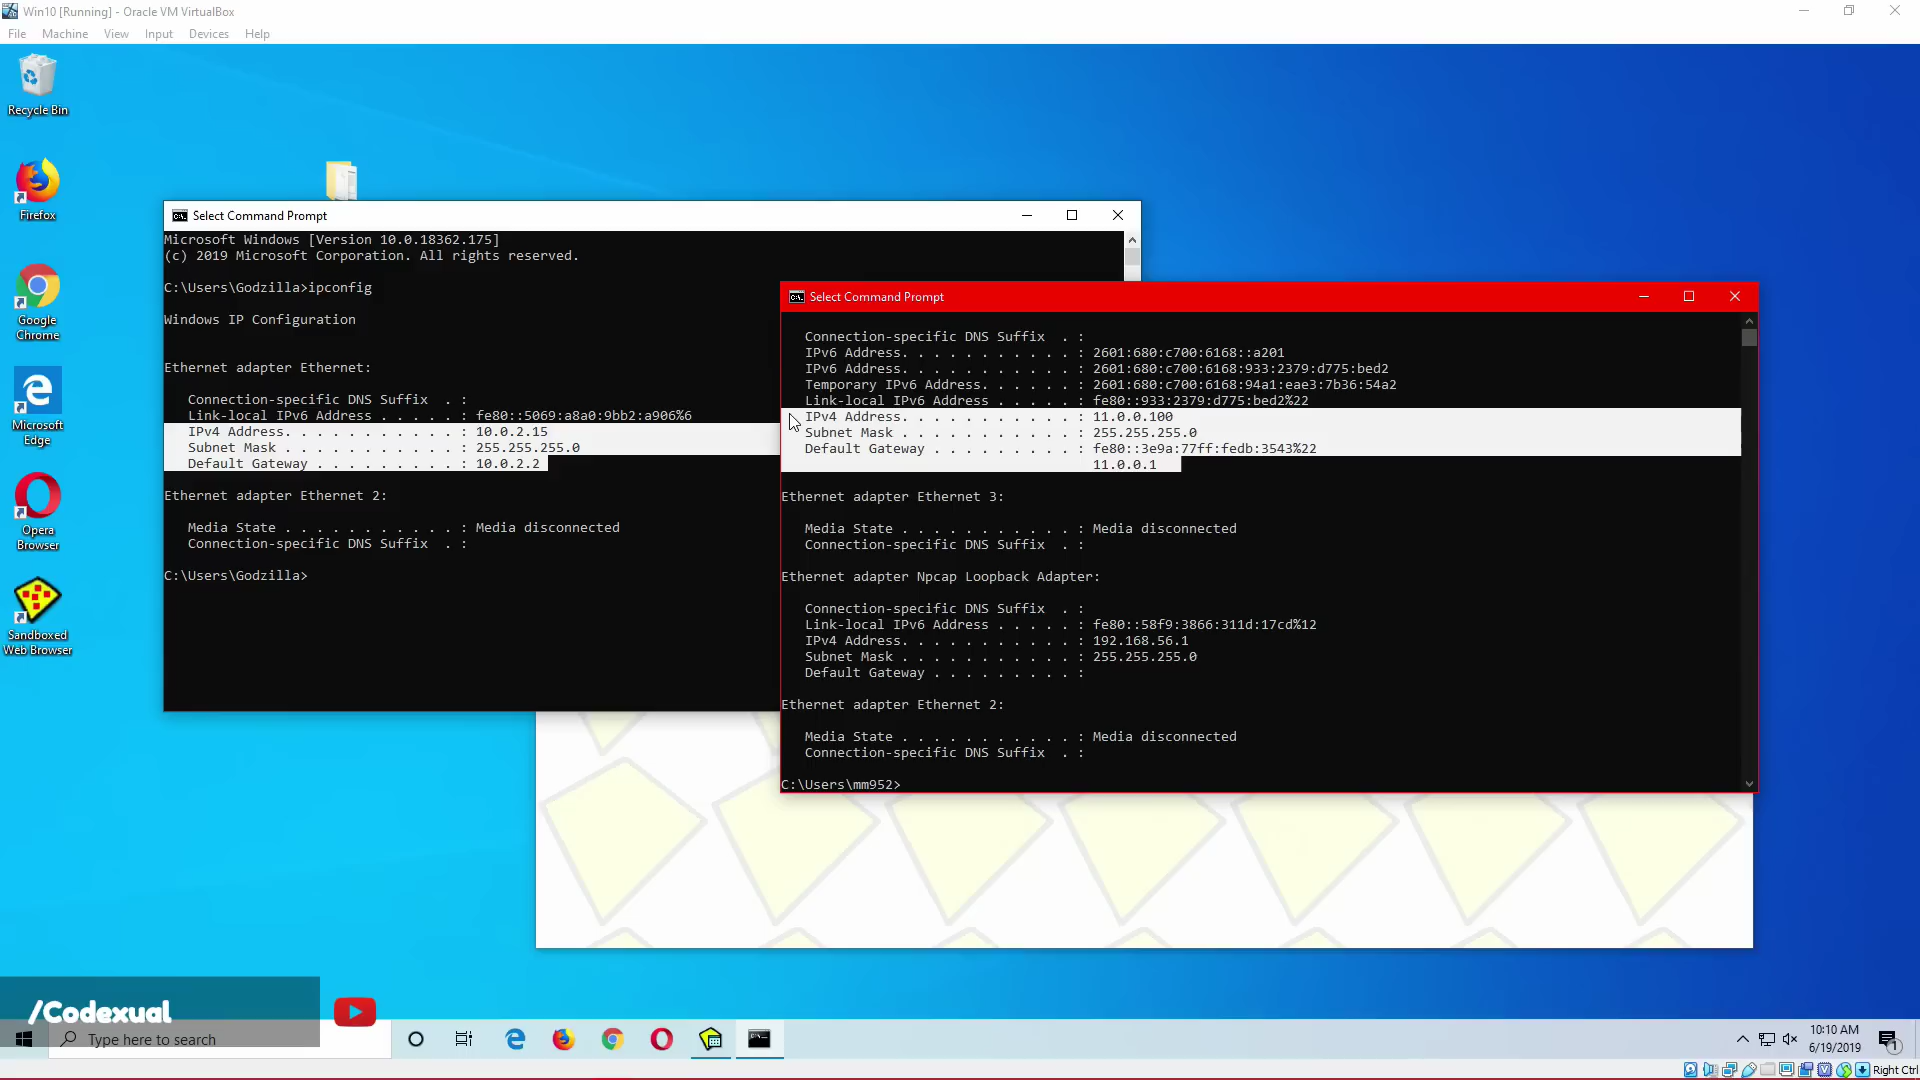 Win10 [Running] - Oracle VM VirtualBox
File Machine View Input Devices Help
Recycle Bin
Firefox
Google
Chrome
Microsoft
Edge
Opera
Browser
Sandboxed
Web Browser
Select Command Prompt
Microsoft Windows [Version 10.0.18362.175]
(c) 2019 Microsoft Corporation. All rights reserved.
C:\Users\Godzilla>ipconfig
Windows IP Configuration
Ethernet adapter Ethernet:
Connection-specific DNS Suffix . :
Link-local IPv6 Address . . . . . : fe80::5069:a8a0:9bb2:a906%6
IPv4 Address. . . . . . . . . . . : 10.0.2.15
Subnet Mask . . . . . . . . . . . : 255.255.255.0
Default Gateway . . . . . . . . . : 10.0.2.2
Ethernet adapter Ethernet 2:
Media State . . . . . . . . . . . : Media disconnected
Connection-specific DNS Suffix . :
C:\Users\Godzilla>
Select Command Prompt
Connection-specific DNS Suffix . :
IPv6 Address. . . . . . . . . . . : 2601:680:c700:6168::a201
IPv6 Address. . . . . . . . . . . : 2601:680:c700:6168:933:2379:d775:bed2
Temporary IPv6 Address. . . . . . : 2601:680:c700:6168:94a1:eae3:7b36:54a2
Link-local IPv6 Address . . . . . : fe80::933:2379:d775:bed2%22
IPv4 Address. . . . . . . . . . . : 11.0.0.100
Subnet Mask . . . . . . . . . . . : 255.255.255.0
Default Gateway . . . . . . . . . : fe80::3e9a:77ff:fedb:3543%22
11.0.0.1
Ethernet adapter Ethernet 3:
Media State . . . . . . . . . . . : Media disconnected
Connection-specific DNS Suffix . :
Ethernet adapter Npcap Loopback Adapter:
Connection-specific DNS Suffix . :
Link-local IPv6 Address . . . . . : fe80::58f9:3866:311d:17cd%12
IPv4 Address. . . . . . . . . . . : 192.168.56.1
Subnet Mask . . . . . . . . . . . : 255.255.255.0
Default Gateway . . . . . . . . . :
Ethernet adapter Ethernet 2:
Media State . . . . . . . . . . . : Media disconnected
Connection-specific DNS Suffix . :
C:\Users\mm952>
/Codexual
Type here to search
10:10 AM
6/19/2019
1
Right Ctrl